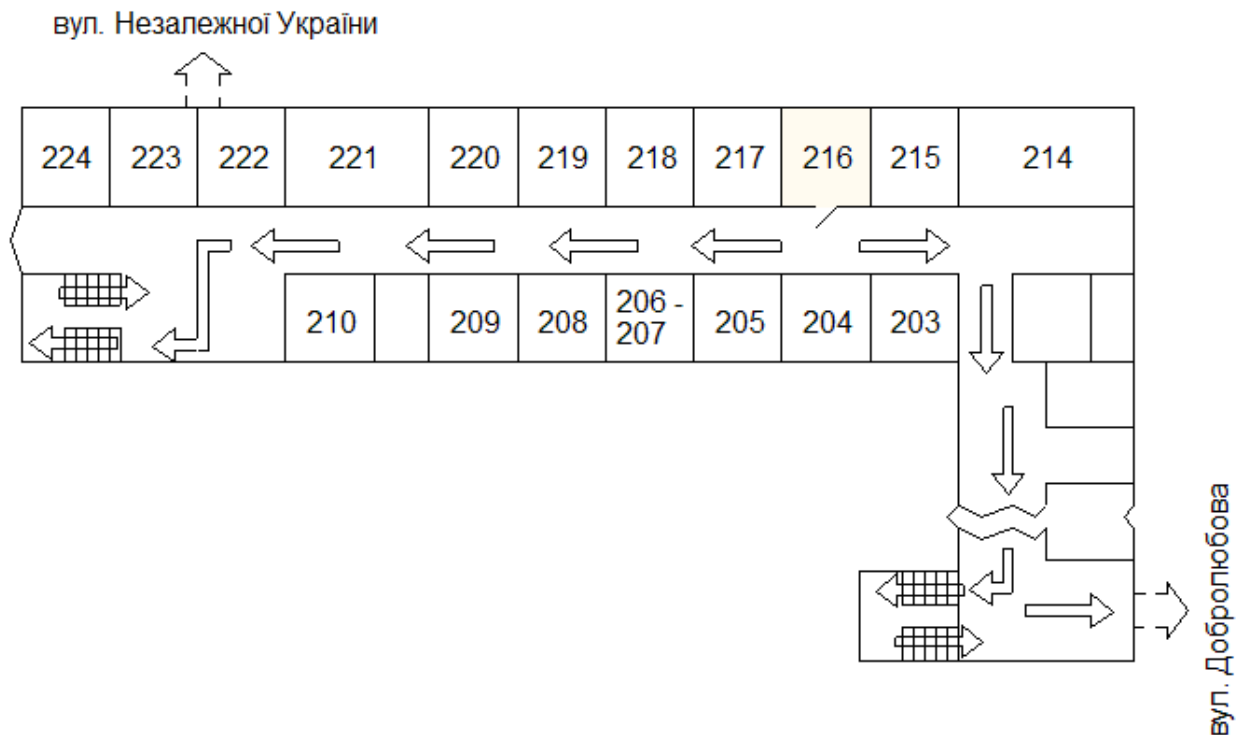 вул. Незалежної України
224 223 222 221 220 219 218 217 216 215 214
210 209 208 206 - 205 204 203
207
вул. Добролюбова